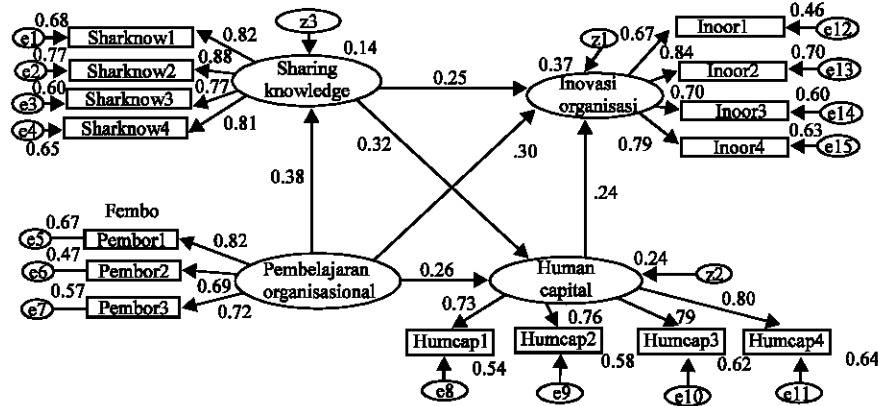 0.68
e1
Sharknow1
0.82
0.77
e2
Sharknow2
0.88
0.60
e3
Sharknow3
0.77
e4
Sharknow4
0.81
0.65
z3
0.14
Sharing
knowledge
0.25
0.32
0.38
.30
z1
0.37
Inovasi
organisasi
0.67
Inoor1
0.46
e12
0.84
Inoor2
0.70
e13
0.70
Inoor3
0.60
e14
0.79
Inoor4
0.63
e15
.24
Fembo
0.67
e5
Pembor1
0.82
0.47
e6
Pembor2
0.69
0.57
e7
Pembor3
0.72
Pembelajaran
organisasional
0.26
Human
capital
0.24
z2
0.73
0.76
.79
0.80
Humcap1
Humcap2
Humcap3
Humcap4
0.54
0.58
0.62
0.64
e8
e9
e10
e11